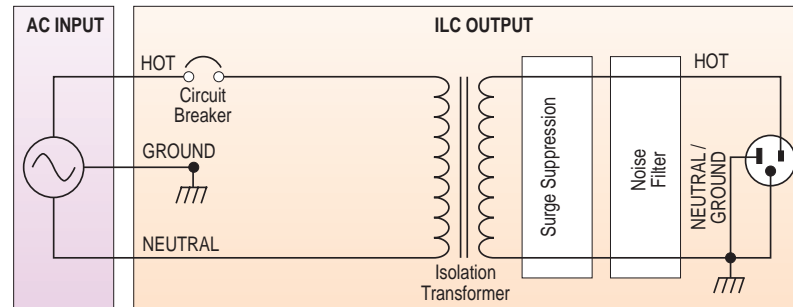 AC INPUT
ILC OUTPUT
HOT
Circuit
Breaker
GROUND
NEUTRAL
Isolation
Transformer
Surge Suppression
Noise
Filter
HOT
NEUTRAL /
GROUND